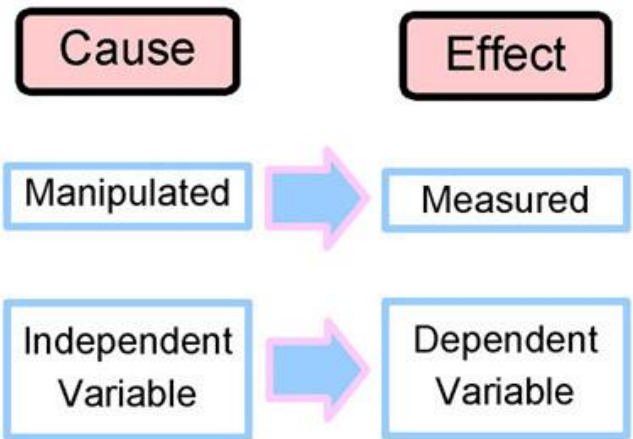 Cause
Effect
Manipulated
Measured
Independent
Variable
Dependent
Variable